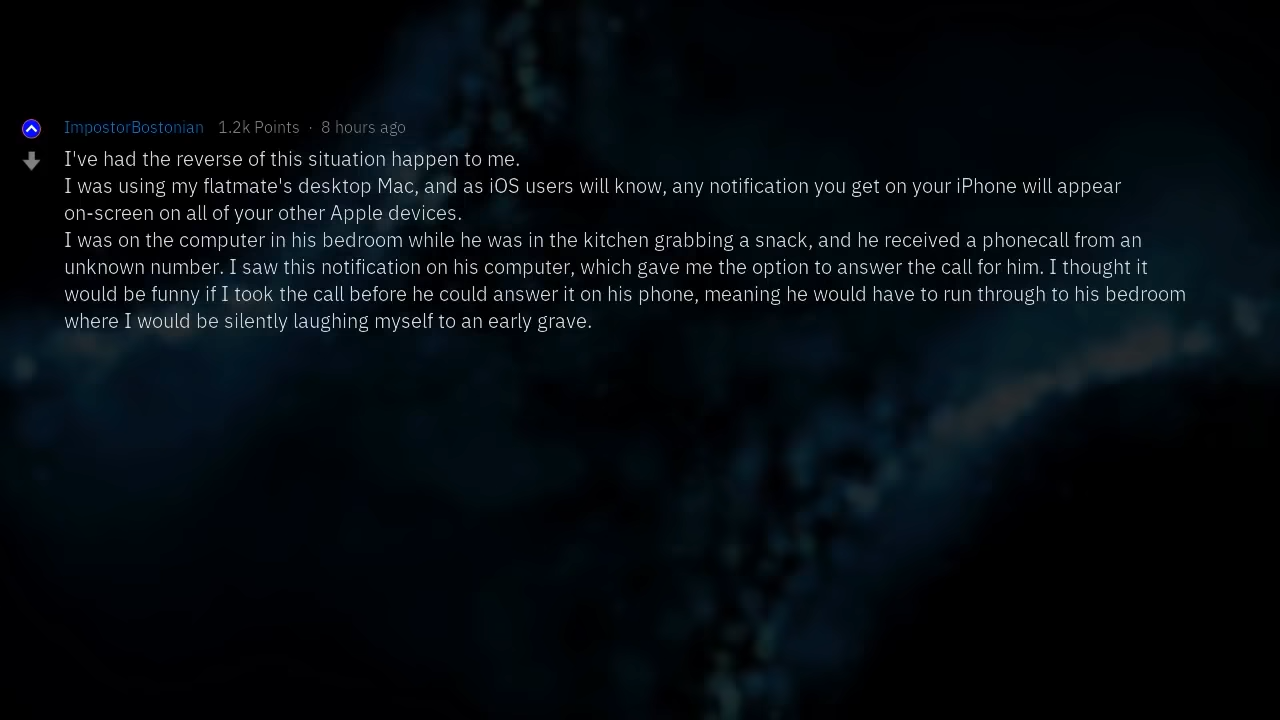 ImpostorBostonian 1.2k Points · 8 hours ago
I've had the reverse of this situation happen to me.
I was using my flatmate's desktop Mac, and as iOS users will know, any notification you get on your iPhone will appear
on-screen on all of your other Apple devices.
I was on the computer in his bedroom while he was in the kitchen grabbing a snack, and he received a phonecall from an
unknown number. I saw this notification on his computer, which gave me the option to answer the call for him. I thought it
would be funny if I took the call before he could answer it on his phone, meaning he would have to run through to his bedroom
where I would be silently laughing myself to an early grave.